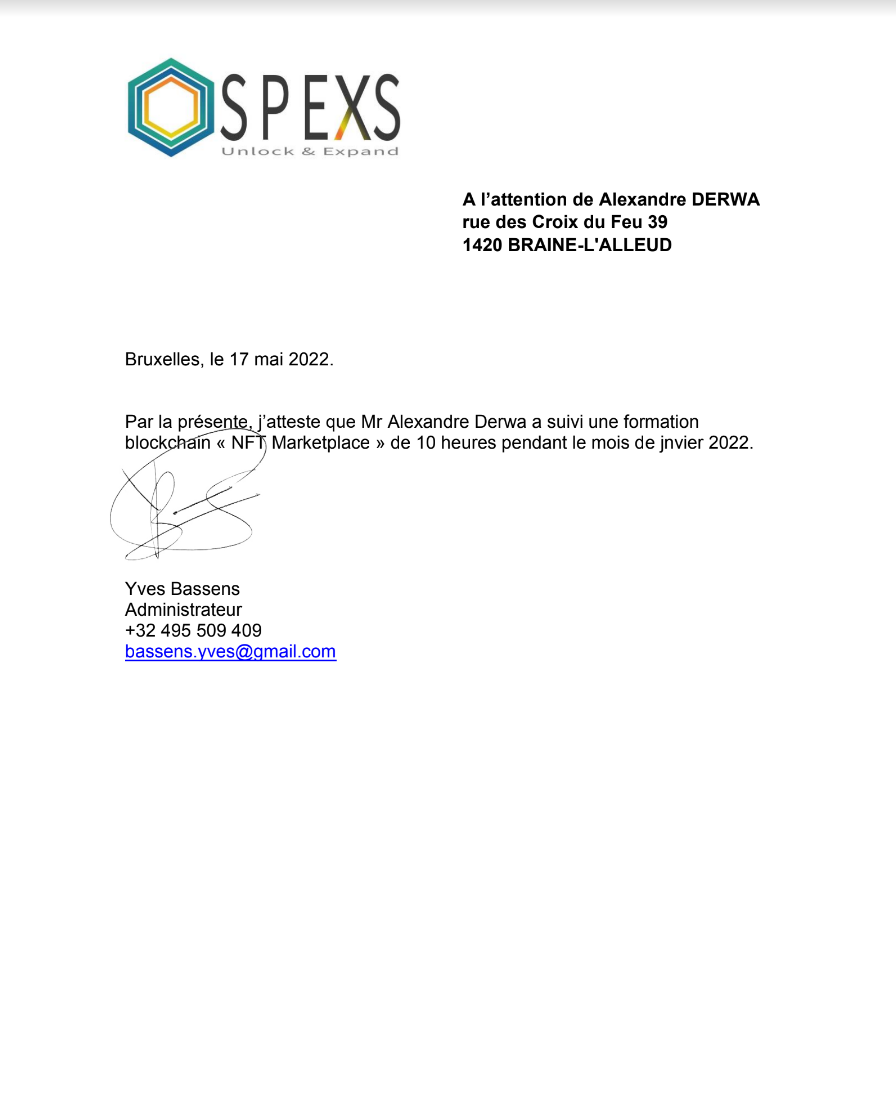 SPEXS
Unlock & Expand
A l’attention de Alexandre DERWA
rue des Croix du Feu 39
1420 BRAINE-L'ALLEUD
Bruxelles, le 17 mai 2022.
Par la présente, j’atteste que Mr Alexandre Derwa a suivi une formation
blockchain « NFT Marketplace » de 10 heures pendant le mois de jnvier 2022.
Yves Bassens
Administrateur
+32 495 509 409
bassens.yves@gmail.com